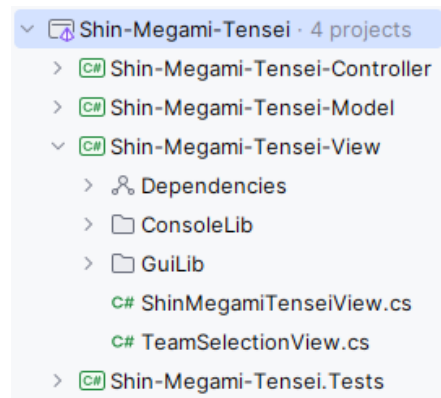 Shin-Megami-Tensei · 4 projects
C# Shin-Megami-Tensei-Controller
C# Shin-Megami-Tensei-Model
C# Shin-Megami-Tensei-View
Dependencies
ConsoleLib
GuiLib
C# ShinMegamiTenseiView.cs
C# TeamSelectionView.cs
C# Shin-Megami-Tensei.Tests